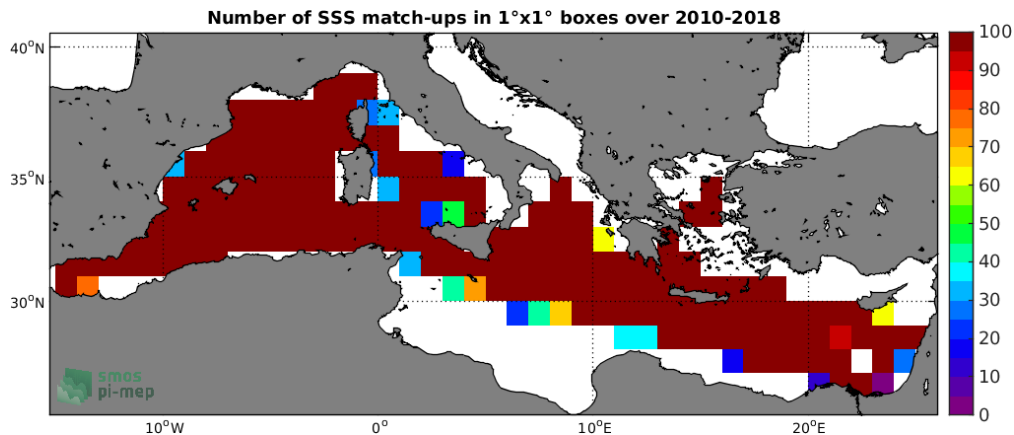 Number of SSS match-ups in 1°x1° boxes over 2010-2018
40°N
35°N
30°N
10°W
0°
10°E
20°E
100
90
80
70
60
50
40
30
20
10
0
smos
pi-mep